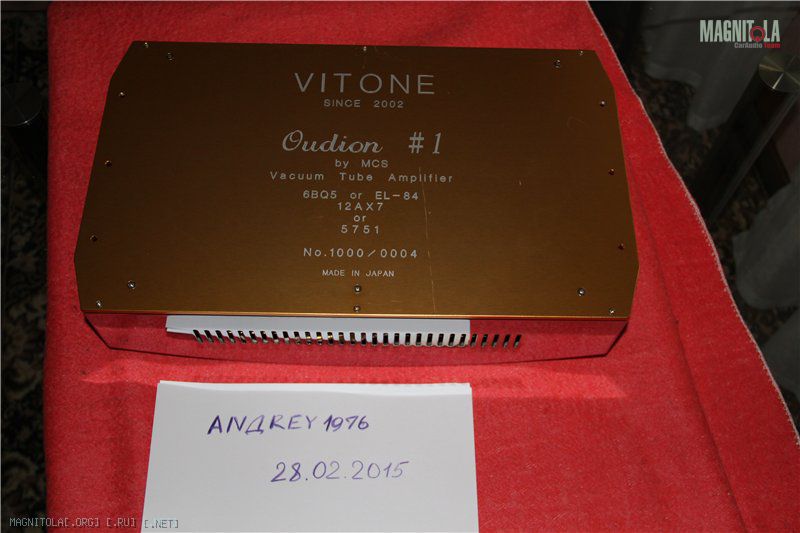 MAGNITOLA
CarAudio Team
VITONE
SINCE 2002
Oudion #1
by MCS
Vacuum Tube Amplifier
6BQ5 or EL-84
12AX7
or
5751
No.1000/0004
MADE IN JAPAN
ANДREY1976
28.02.2015
MAGNITOLA[.ORG] [.RU] [.NET]